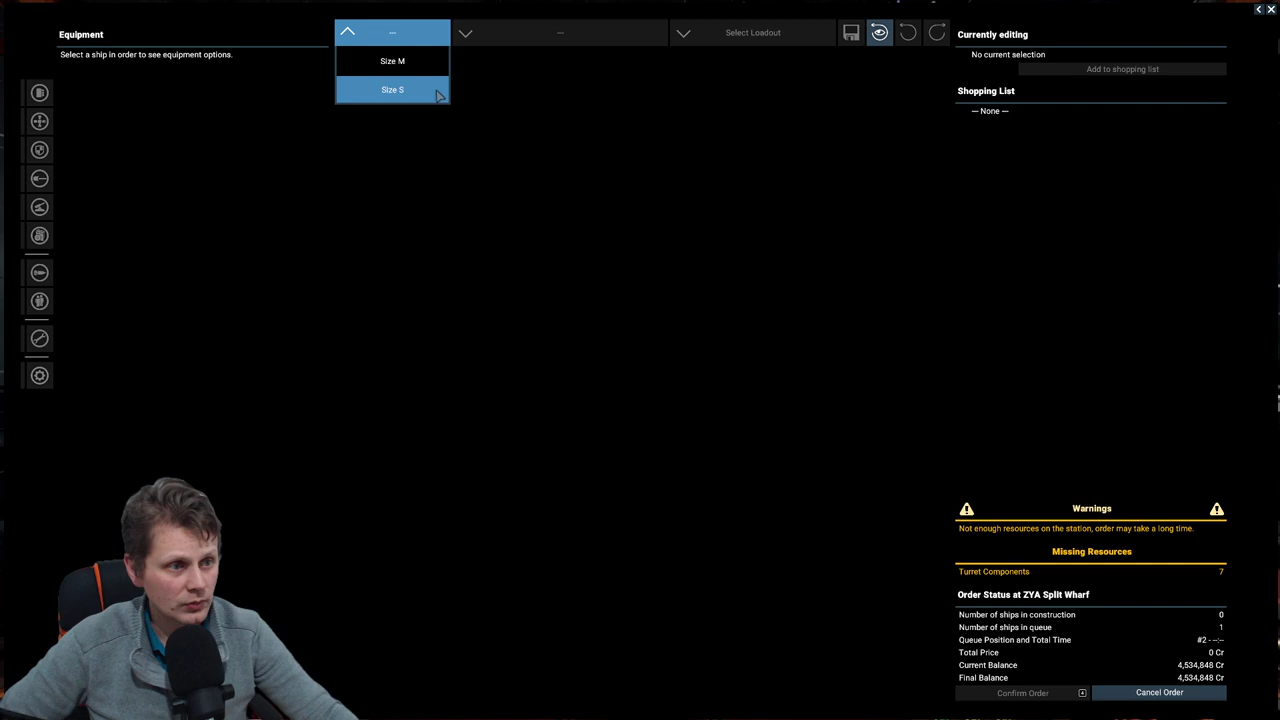 Equipment
Select a ship in order to see equipment options.
---
---
Select Loadout
Size M
Size S
Currently editing
No current selection
Add to shopping list
Shopping List
--- None ---
Warnings
Not enough resources on the station, order may take a long time.
Missing Resources
Turret Components 7
Order Status at ZYA Split Wharf
Number of ships in construction 0
Number of ships in queue 1
Queue Position and Total Time #2 - --:--
Total Price 0 Cr
Current Balance 4,534,848 Cr
Final Balance 4,534,848 Cr
Confirm Order 4
Cancel Order